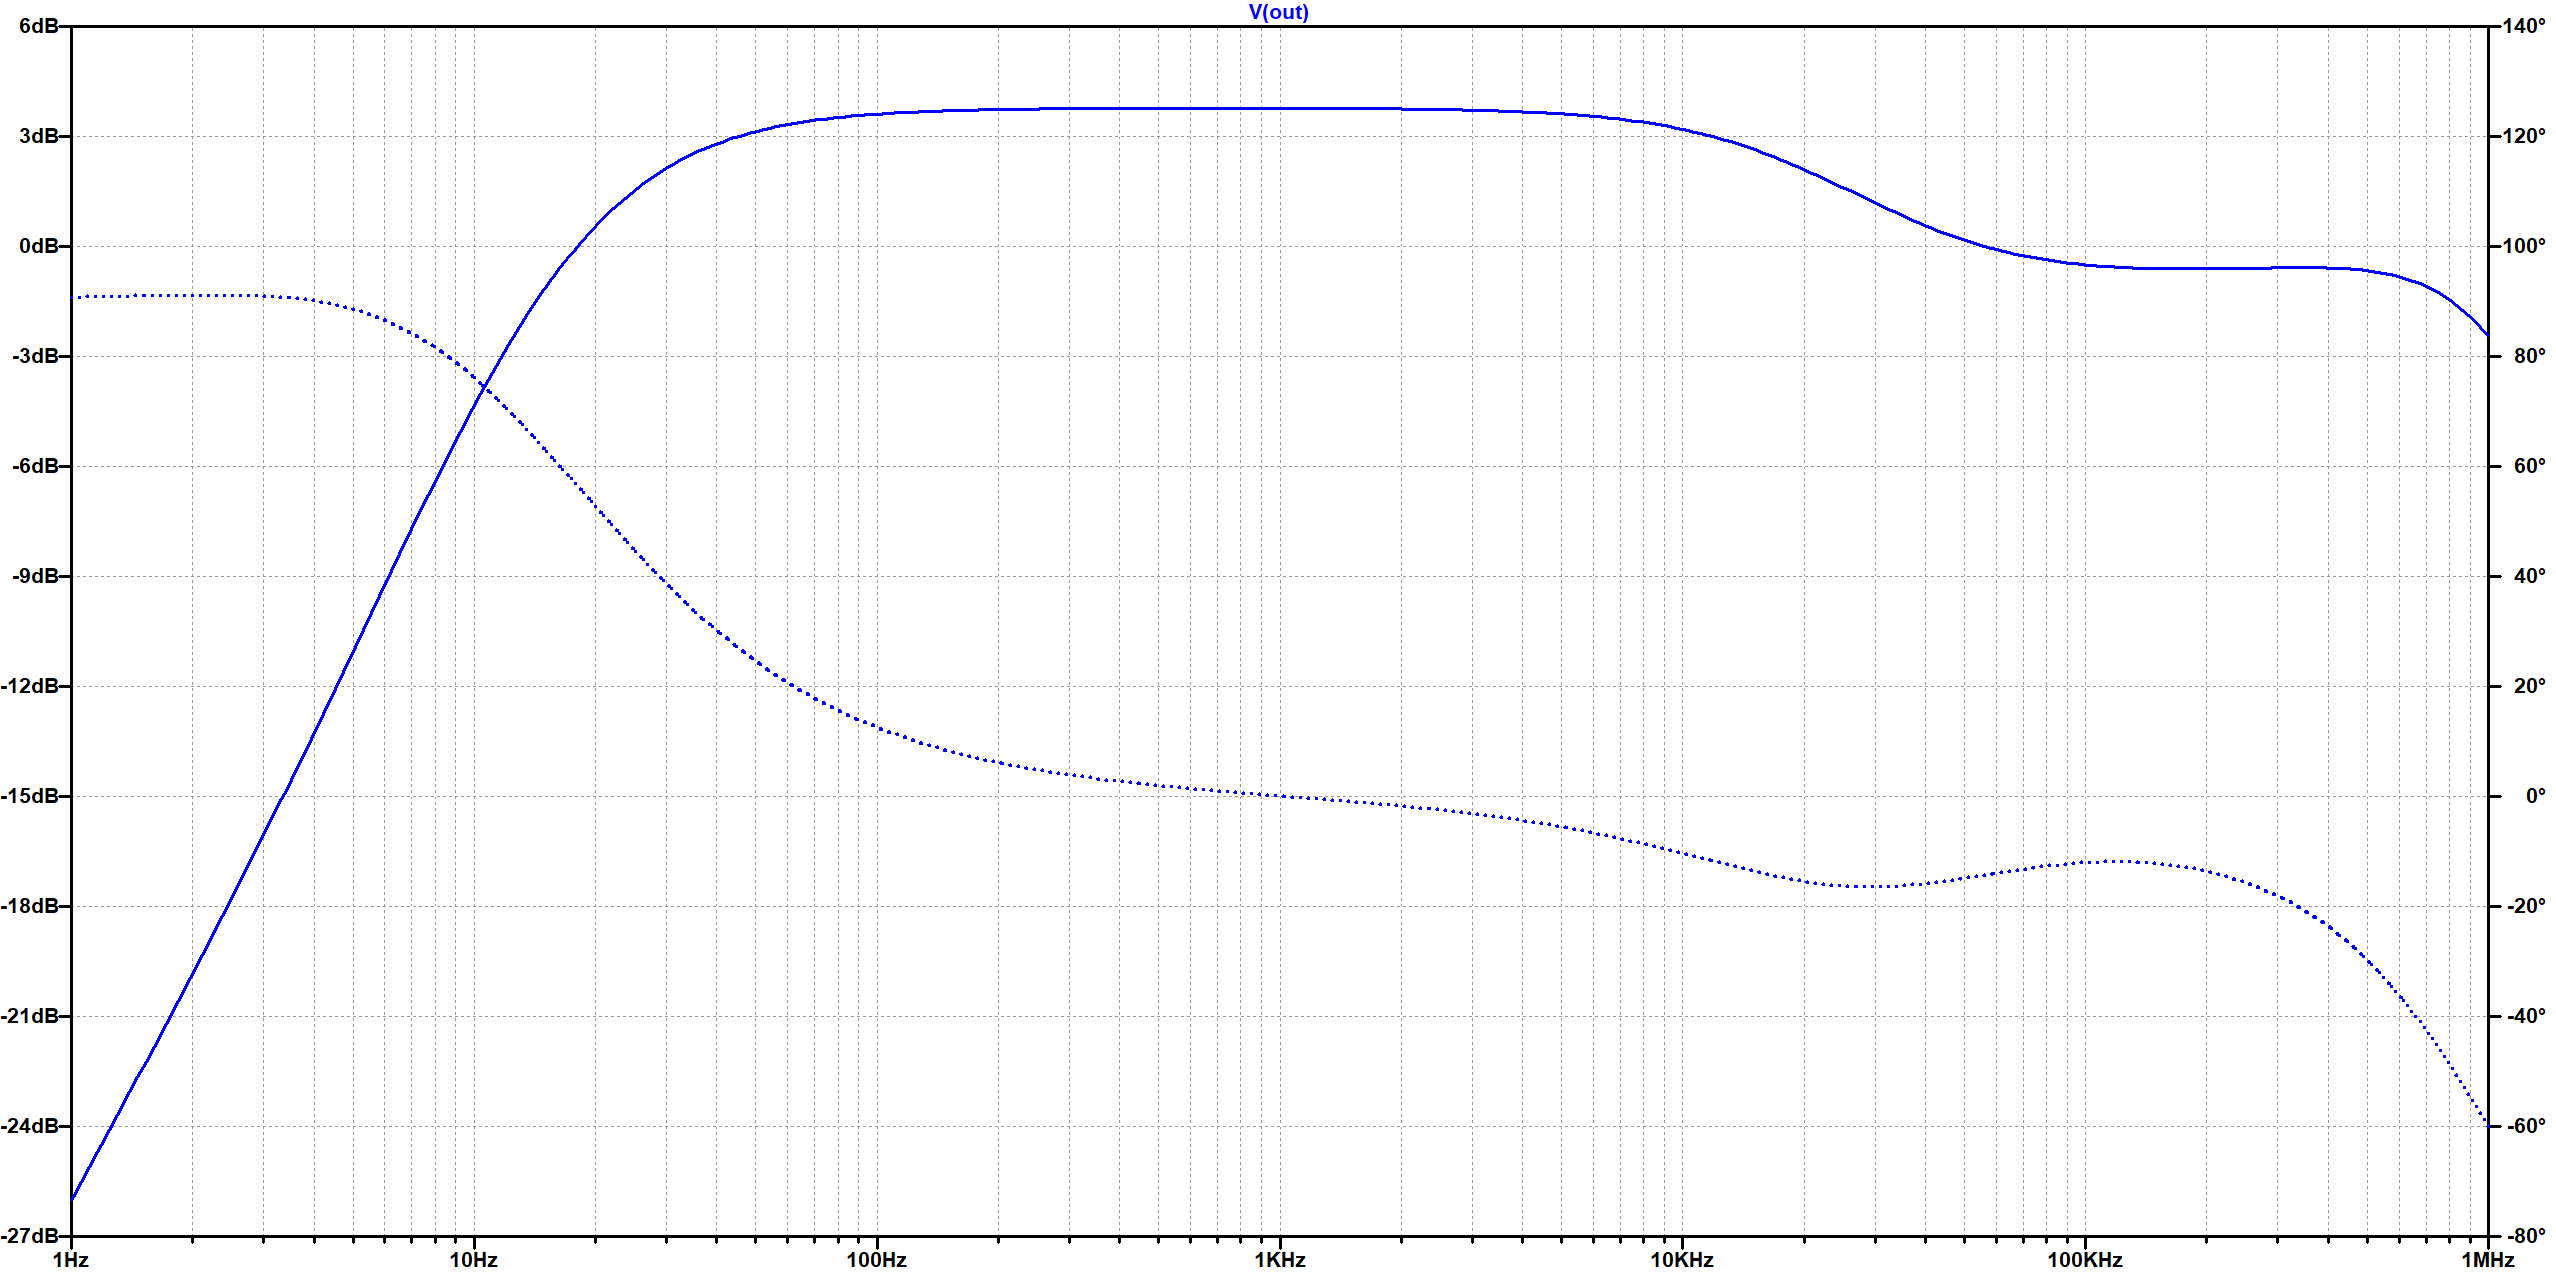 V(out)
6dB
3dB
0dB
-3dB
-6dB
-9dB
-12dB
-15dB
-18dB
-21dB
-24dB
-27dB
140°
120°
100°
80°
60°
40°
20°
0°
-20°
-40°
-60°
-80°
1Hz 10Hz 100Hz 1KHz 10KHz 100KHz 1MHz